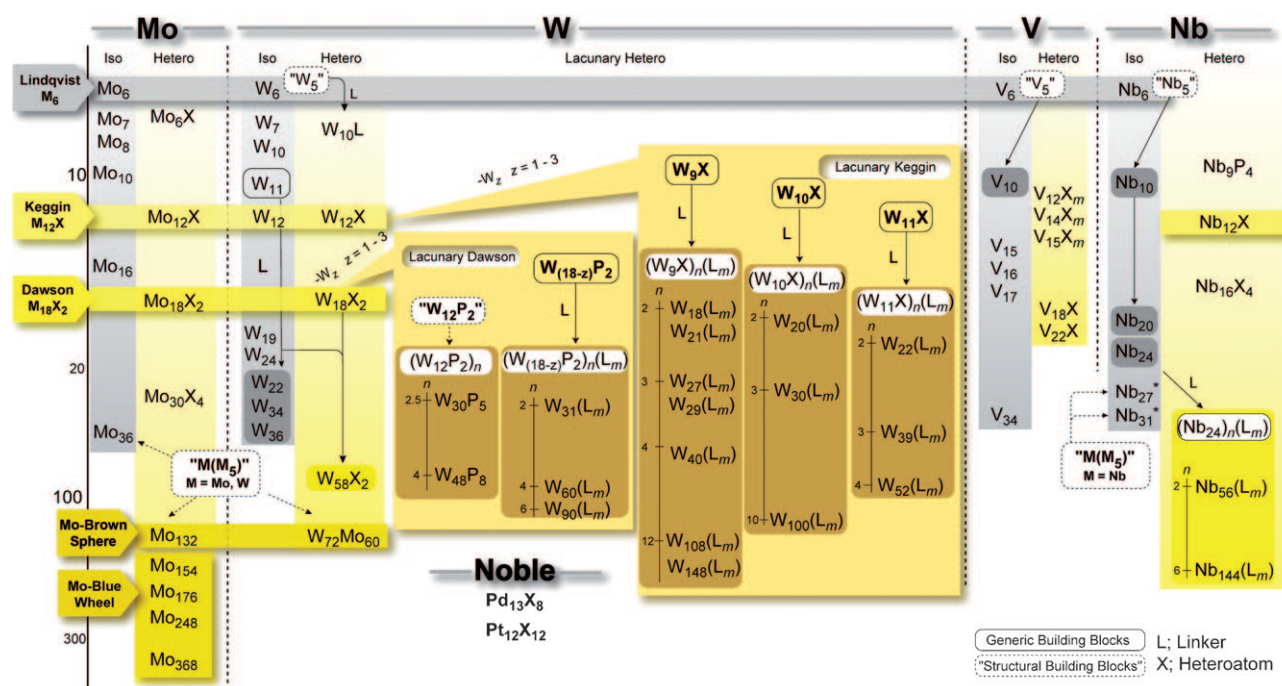 Mo
W
V
Nb
Iso
Hetero
Iso
Hetero
Lacunary Hetero
Iso
Hetero
Iso
Hetero
Lindqvist
M₆
Mo₆
W₆
"W₅"
L
V₆
"V₅"
Nb₆
"Nb₅"
Mo₇
Mo₆X
W₇
W₁₀L
Mo₈
W₁₀
10
Mo₁₀
W₁₁
V₁₀
Nb₁₀
Nb₉P₄
Keggin
M₁₂X
Mo₁₂X
W₁₂
W₁₂X
-W_z z = 1 - 3
V₁₂Xₘ
V₁₄Xₘ
V₁₅Xₘ
Nb₁₂X
Mo₁₆
L
-W_z z = 1 - 3
V₁₅
V₁₆
V₁₇
Nb₁₆X₄
Dawson
M₁₈X₂
Mo₁₈X₂
W₁₈X₂
V₁₈X
V₂₂X
W₁₉
W₂₄
Nb₂₀
Nb₂₄
20
W₂₂
W₃₄
W₃₆
Mo₃₀X₄
L
Nb₂₇*
Nb₃₁*
V₃₄
Mo₃₆
(Nb₂₄)ₙ(Lₘ)
"M(M₅)"
M = Mo, W
W₅₈X₂
"M(M₅)"
M = Nb
n
2
Nb₅₆(Lₘ)
6
Nb₁₄₄(Lₘ)
100
Mo-Brown
Sphere
Mo₁₃₂
W₇₂Mo₆₀
Mo-Blue
Wheel
Mo₁₅₄
Mo₁₇₆
Mo₂₄₈
Mo₃₆₈
300
Lacunary Dawson
"W₁₂P₂"
(W₁₂P₂)ₙ
n
2.5
W₃₀P₅
4
W₄₈P₈
W₍₁₈₋z₎P₂
L
(W₍₁₈₋z₎P₂)ₙ(Lₘ)
n
2
W₃₁(Lₘ)
4
W₆₀(Lₘ)
6
W₉₀(Lₘ)
Lacunary Keggin
W₉X
L
(W₉X)ₙ(Lₘ)
n
2
W₁₈(Lₘ)
W₂₁(Lₘ)
3
W₂₇(Lₘ)
W₂₉(Lₘ)
4
W₄₀(Lₘ)
12
W₁₀₈(Lₘ)
W₁₄₈(Lₘ)
W₁₀X
L
(W₁₀X)ₙ(Lₘ)
n
2
W₂₀(Lₘ)
3
W₃₀(Lₘ)
10
W₁₀₀(Lₘ)
W₁₁X
L
(W₁₁X)ₙ(Lₘ)
n
2
W₂₂(Lₘ)
3
W₃₉(Lₘ)
4
W₅₂(Lₘ)
Noble
Pd₁₃X₈
Pt₁₂X₁₂
Generic Building Blocks
L; Linker
"Structural Building Blocks"
X; Heteroatom